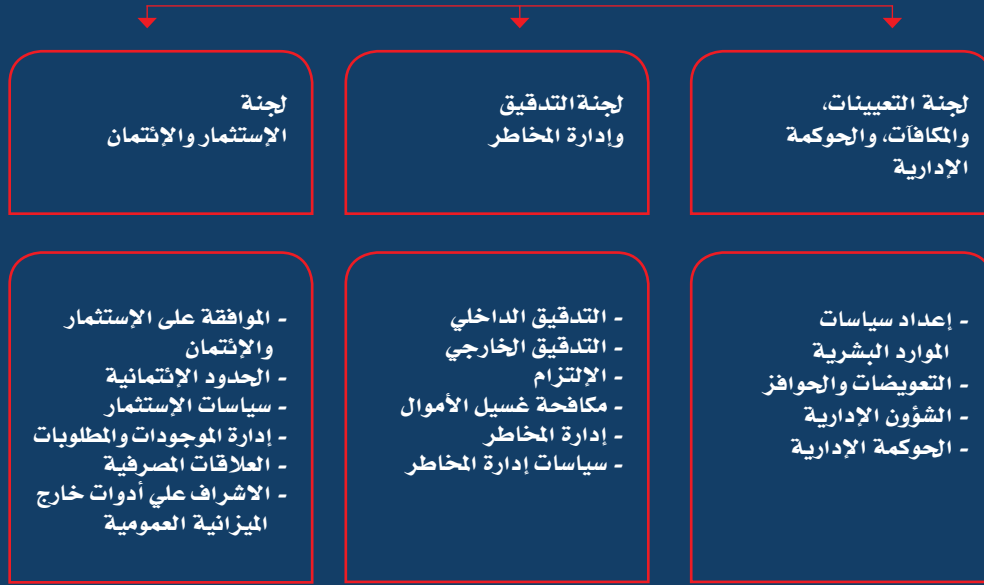 لجنة التعيينات،
والمكافآت، والحوكمة
الإدارية
لجنة التدقيق
وإدارة المخاطر
لجنة
الإستثمار والإئتمان
- إعداد سياسات
الموارد البشرية
- التعويضات والحوافز
- الشؤون الإدارية
- الحوكمة الإدارية
- التدقيق الداخلي
- التدقيق الخارجي
- الإلتزام
- مكافحة غسيل الأموال
- إدارة المخاطر
- سياسات إدارة المخاطر
- الموافقة على الإستثمار
والإئتمان
- الحدود الإئتمانية
- سياسات الإستثمار
- إدارة الموجودات والمطلوبات
- العلاقات المصرفية
- الاشراف علي أدوات خارج
الميزانية العمومية